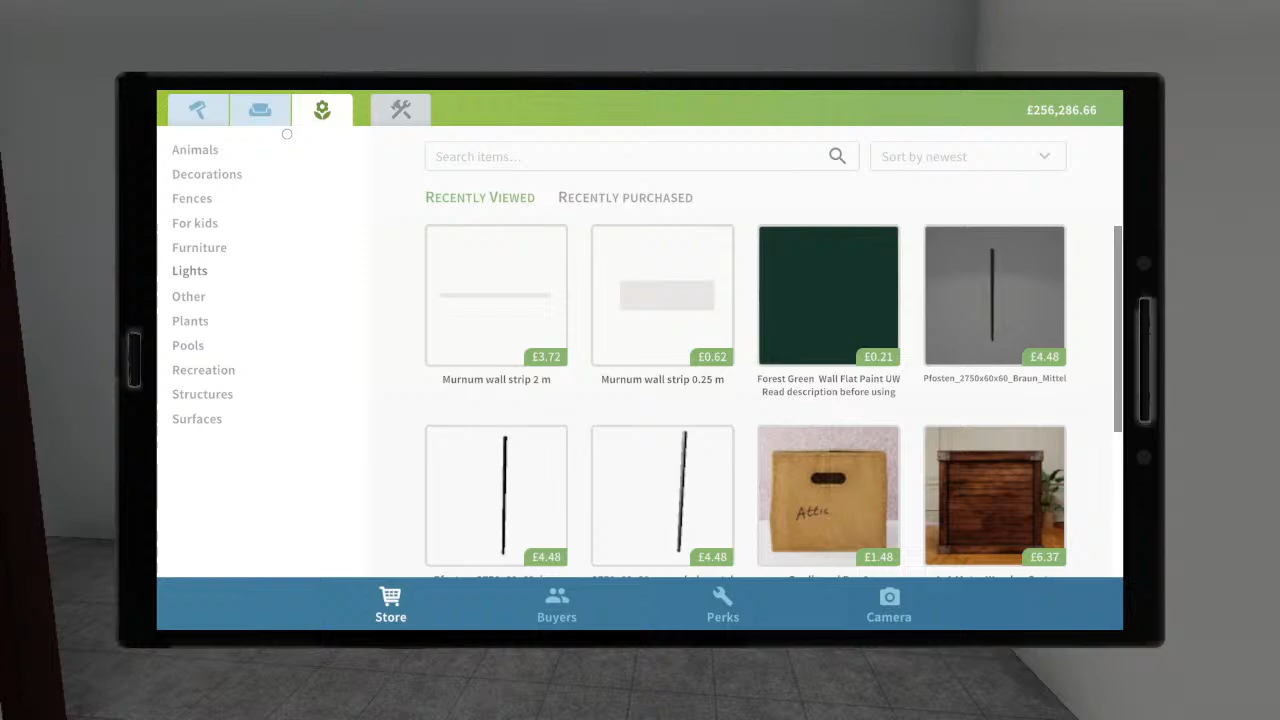 £256,286.66
Animals
Decorations
Fences
For kids
Furniture
Lights
Other
Plants
Pools
Recreation
Structures
Surfaces
Search items...
Sort by newest
RECENTLY VIEWED
RECENTLY PURCHASED
£3.72
£0.62
£0.21
£4.48
Murnum wall strip 2 m
Murnum wall strip 0.25 m
Forest Green Wall Flat Paint UW
Read description before using
Pfosten_2750x60x60_Braun_Mittel
Attic
£4.48
£4.48
£1.48
£6.37
Store
Buyers
Perks
Camera